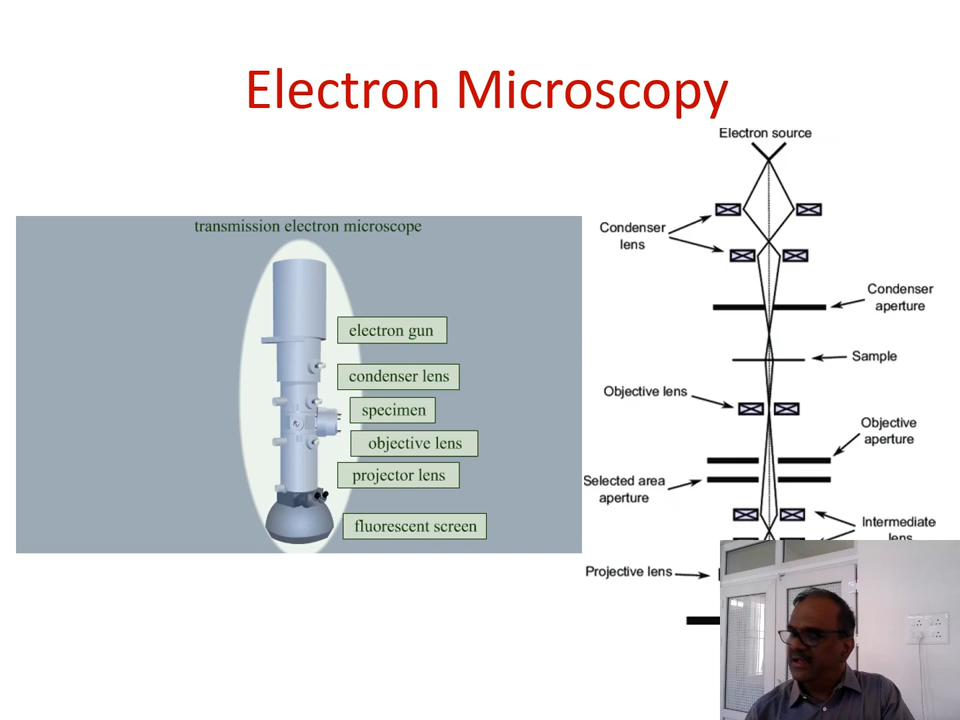 Electron Microscopy
transmission electron microscope
electron gun
condenser lens
specimen
objective lens
projector lens
fluorescent screen
Electron source
Condenser
lens
Condenser
aperture
Sample
Objective lens
Objective
aperture
Selected area
aperture
Intermediate
lens
Projective lens